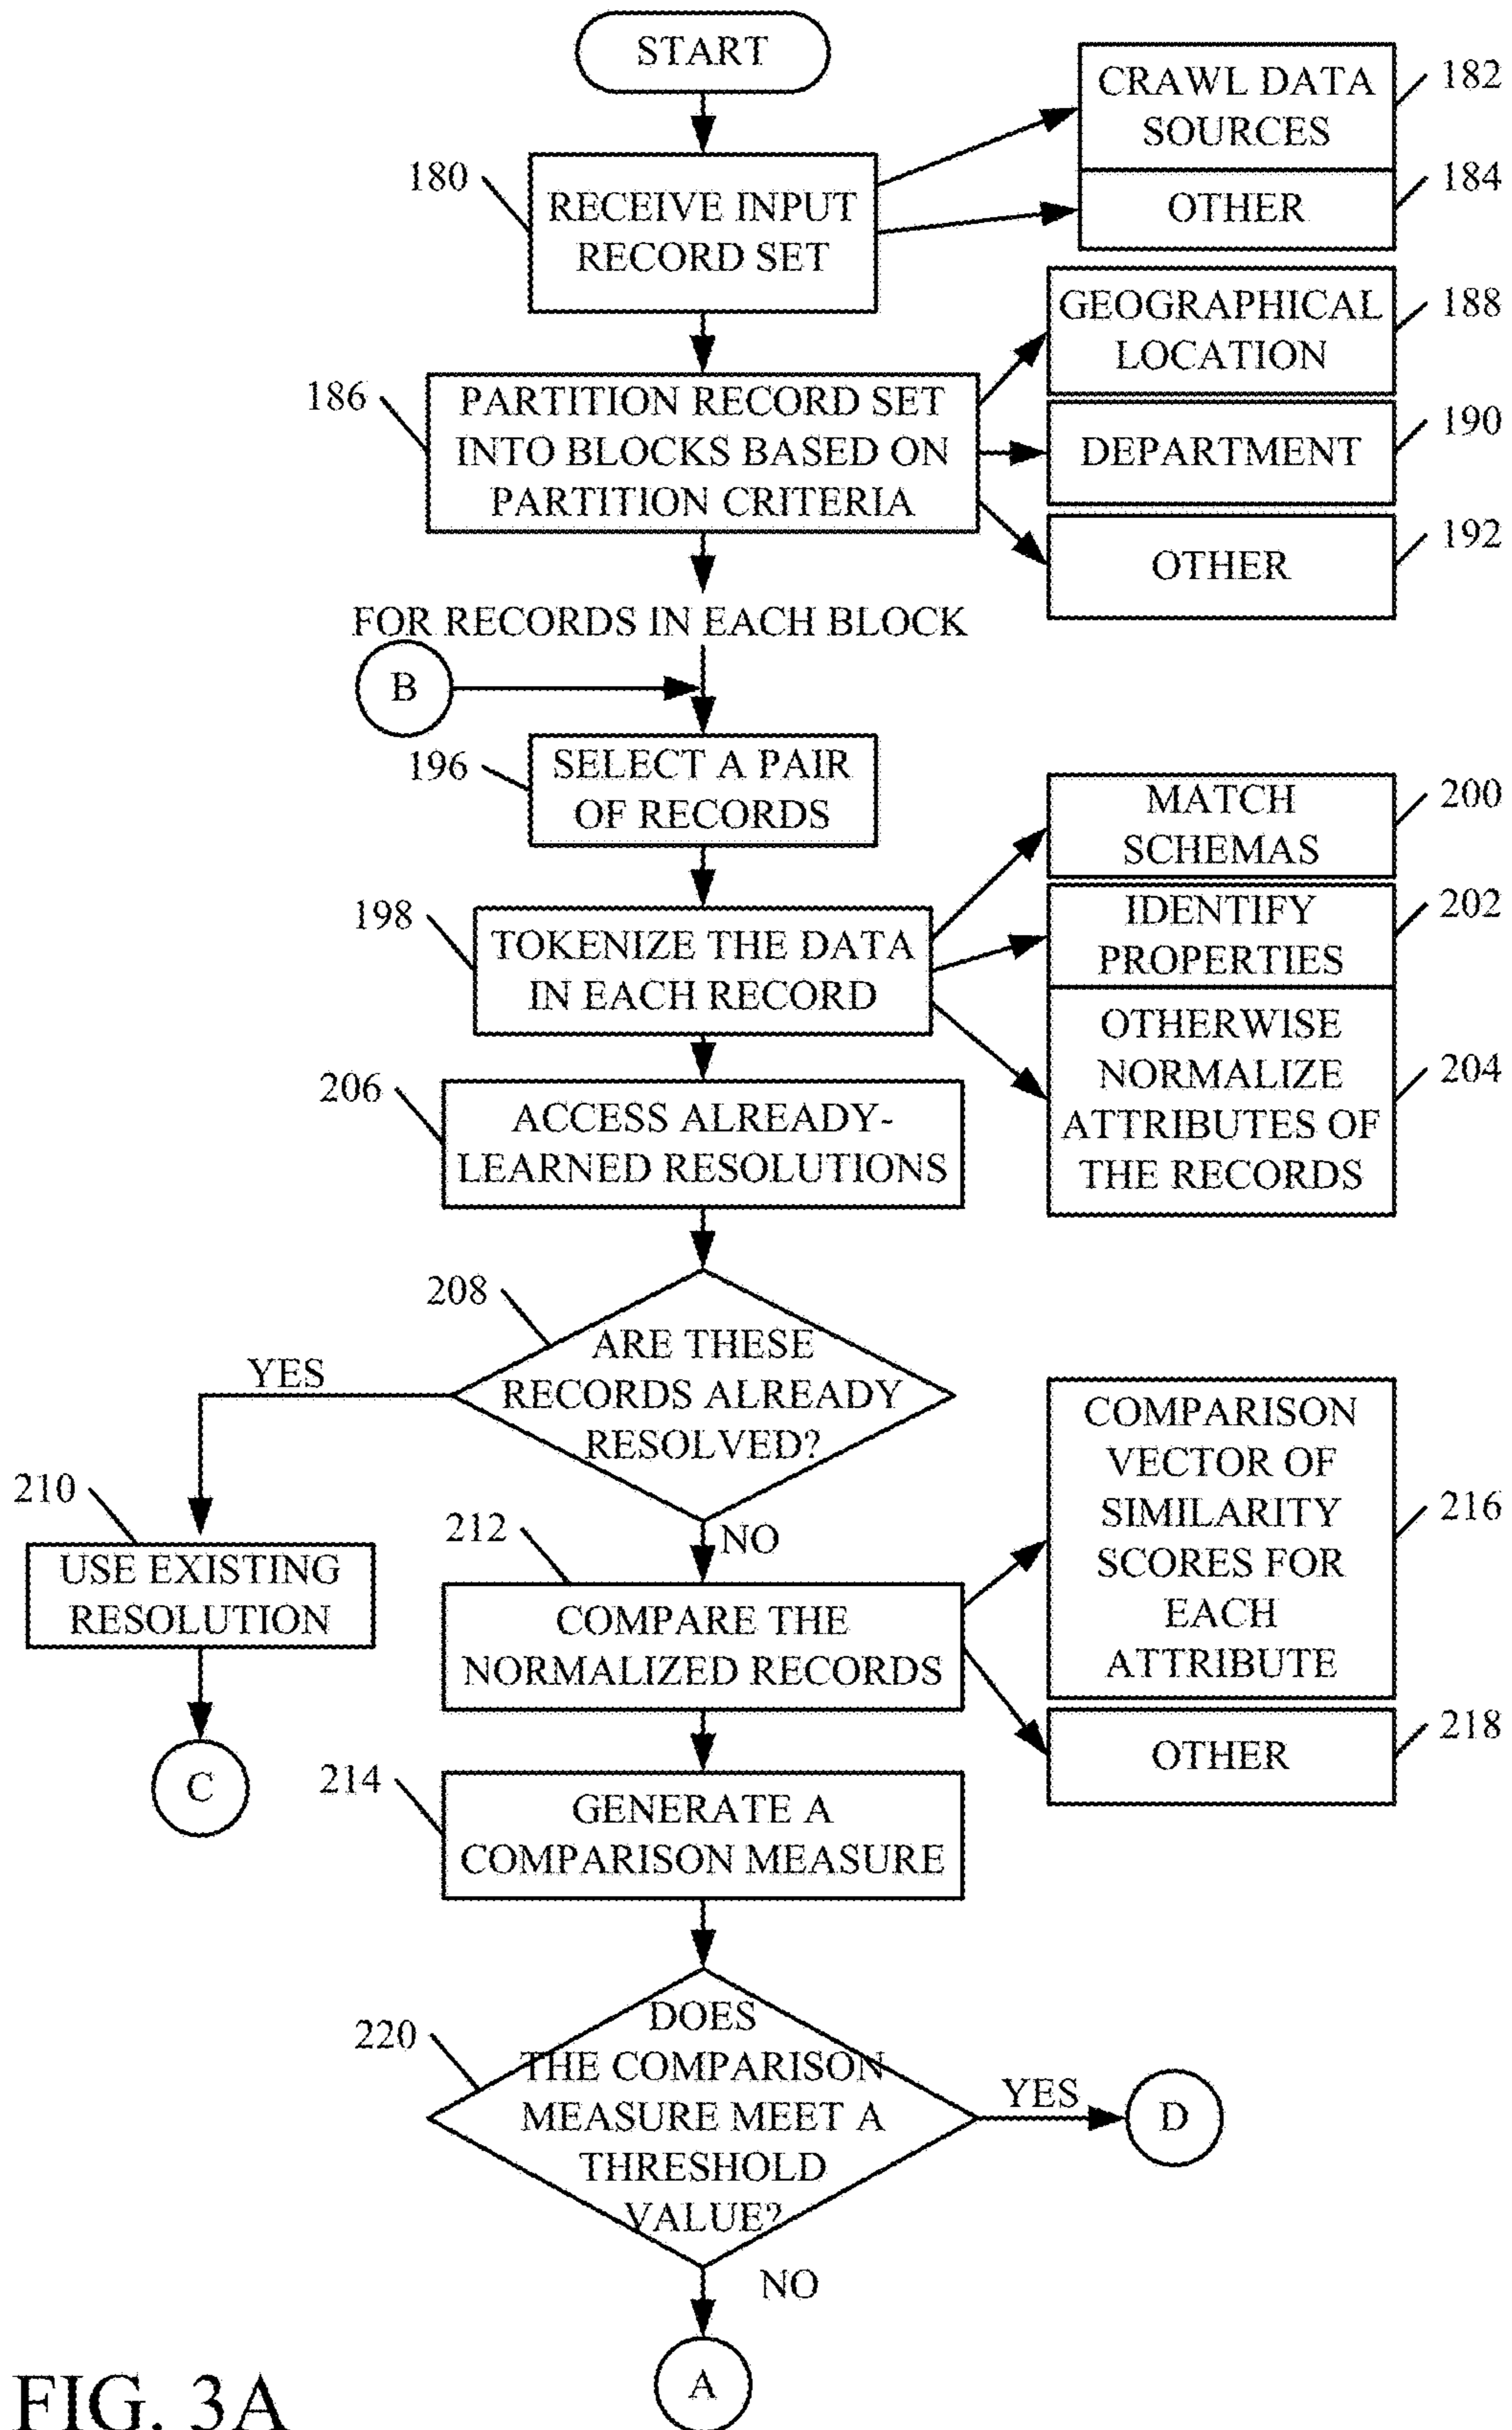 START
180
RECEIVE INPUT
RECORD SET
CRAWL DATA
SOURCES
182
OTHER
184
186
PARTITION RECORD SET
INTO BLOCKS BASED ON
PARTITION CRITERIA
GEOGRAPHICAL
LOCATION
188
DEPARTMENT
190
OTHER
192
FOR RECORDS IN EACH BLOCK
B
196
SELECT A PAIR
OF RECORDS
198
TOKENIZE THE DATA
IN EACH RECORD
MATCH
SCHEMAS
200
IDENTIFY
PROPERTIES
202
OTHERWISE
NORMALIZE
ATTRIBUTES OF
THE RECORDS
204
206
ACCESS ALREADY-
LEARNED RESOLUTIONS
208
ARE THESE
RECORDS ALREADY
RESOLVED?
YES
210
USE EXISTING
RESOLUTION
C
NO
212
COMPARE THE
NORMALIZED RECORDS
COMPARISON
VECTOR OF
SIMILARITY
SCORES FOR
EACH
ATTRIBUTE
216
OTHER
218
214
GENERATE A
COMPARISON MEASURE
220
DOES
THE COMPARISON
MEASURE MEET A
THRESHOLD
VALUE?
YES
D
NO
A
FIG. 3A